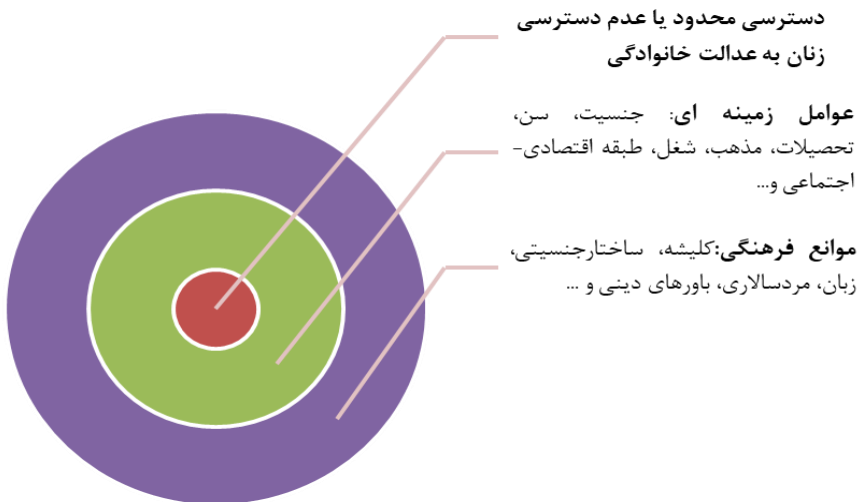 دسترسی محدود یا عدم دسترسی
زنان به عدالت خانوادگی
عوامل زمینه ای: جنسیت، سن،
تحصیلات، مذهب، شغل، طبقه اقتصادی-
اجتماعی و...
موانع فرهنگی:کلیشه، ساختارجنسیتی،
زبان، مردسالاری، باورهای دینی و ...